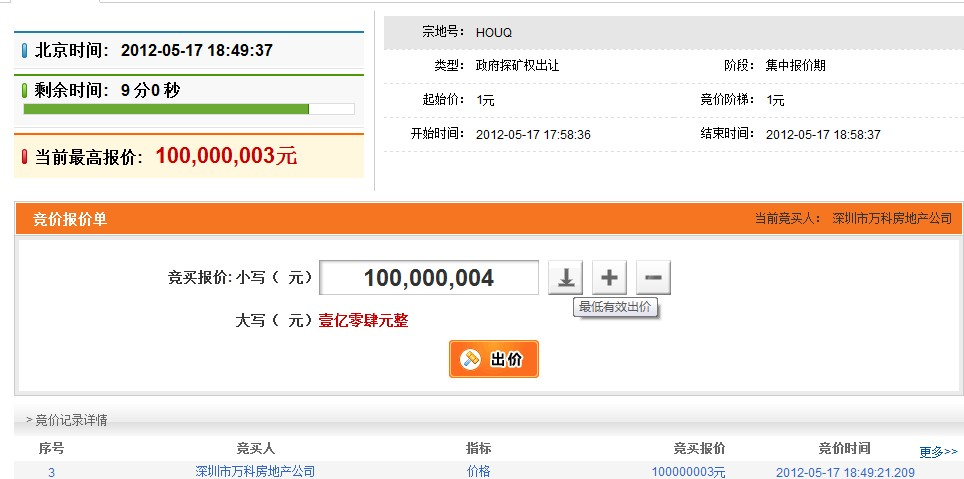 北京时间： 2012-05-17 18:49:37
剩余时间： 9 分0 秒
当前最高报价： 100,000,003元
宗地号： HOUQ
类型： 政府探矿权出让 阶段： 集中报价期
起始价： 1元 竞价阶梯： 1元
开始时间： 2012-05-17 17:58:36 结束时间： 2012-05-17 18:58:37
竞价报价单 当前竞买人： 深圳市万科房地产公司
竞买报价: 小写（ 元） 100,000,004
最低有效出价
大写（ 元） 壹亿零肆元整
出价
> 竞价记录详情
序号 竞买人 指标 竞买报价 竞价时间 更多>>
3 深圳市万科房地产公司 价格 100000003元 2012-05-17 18:49:21.209